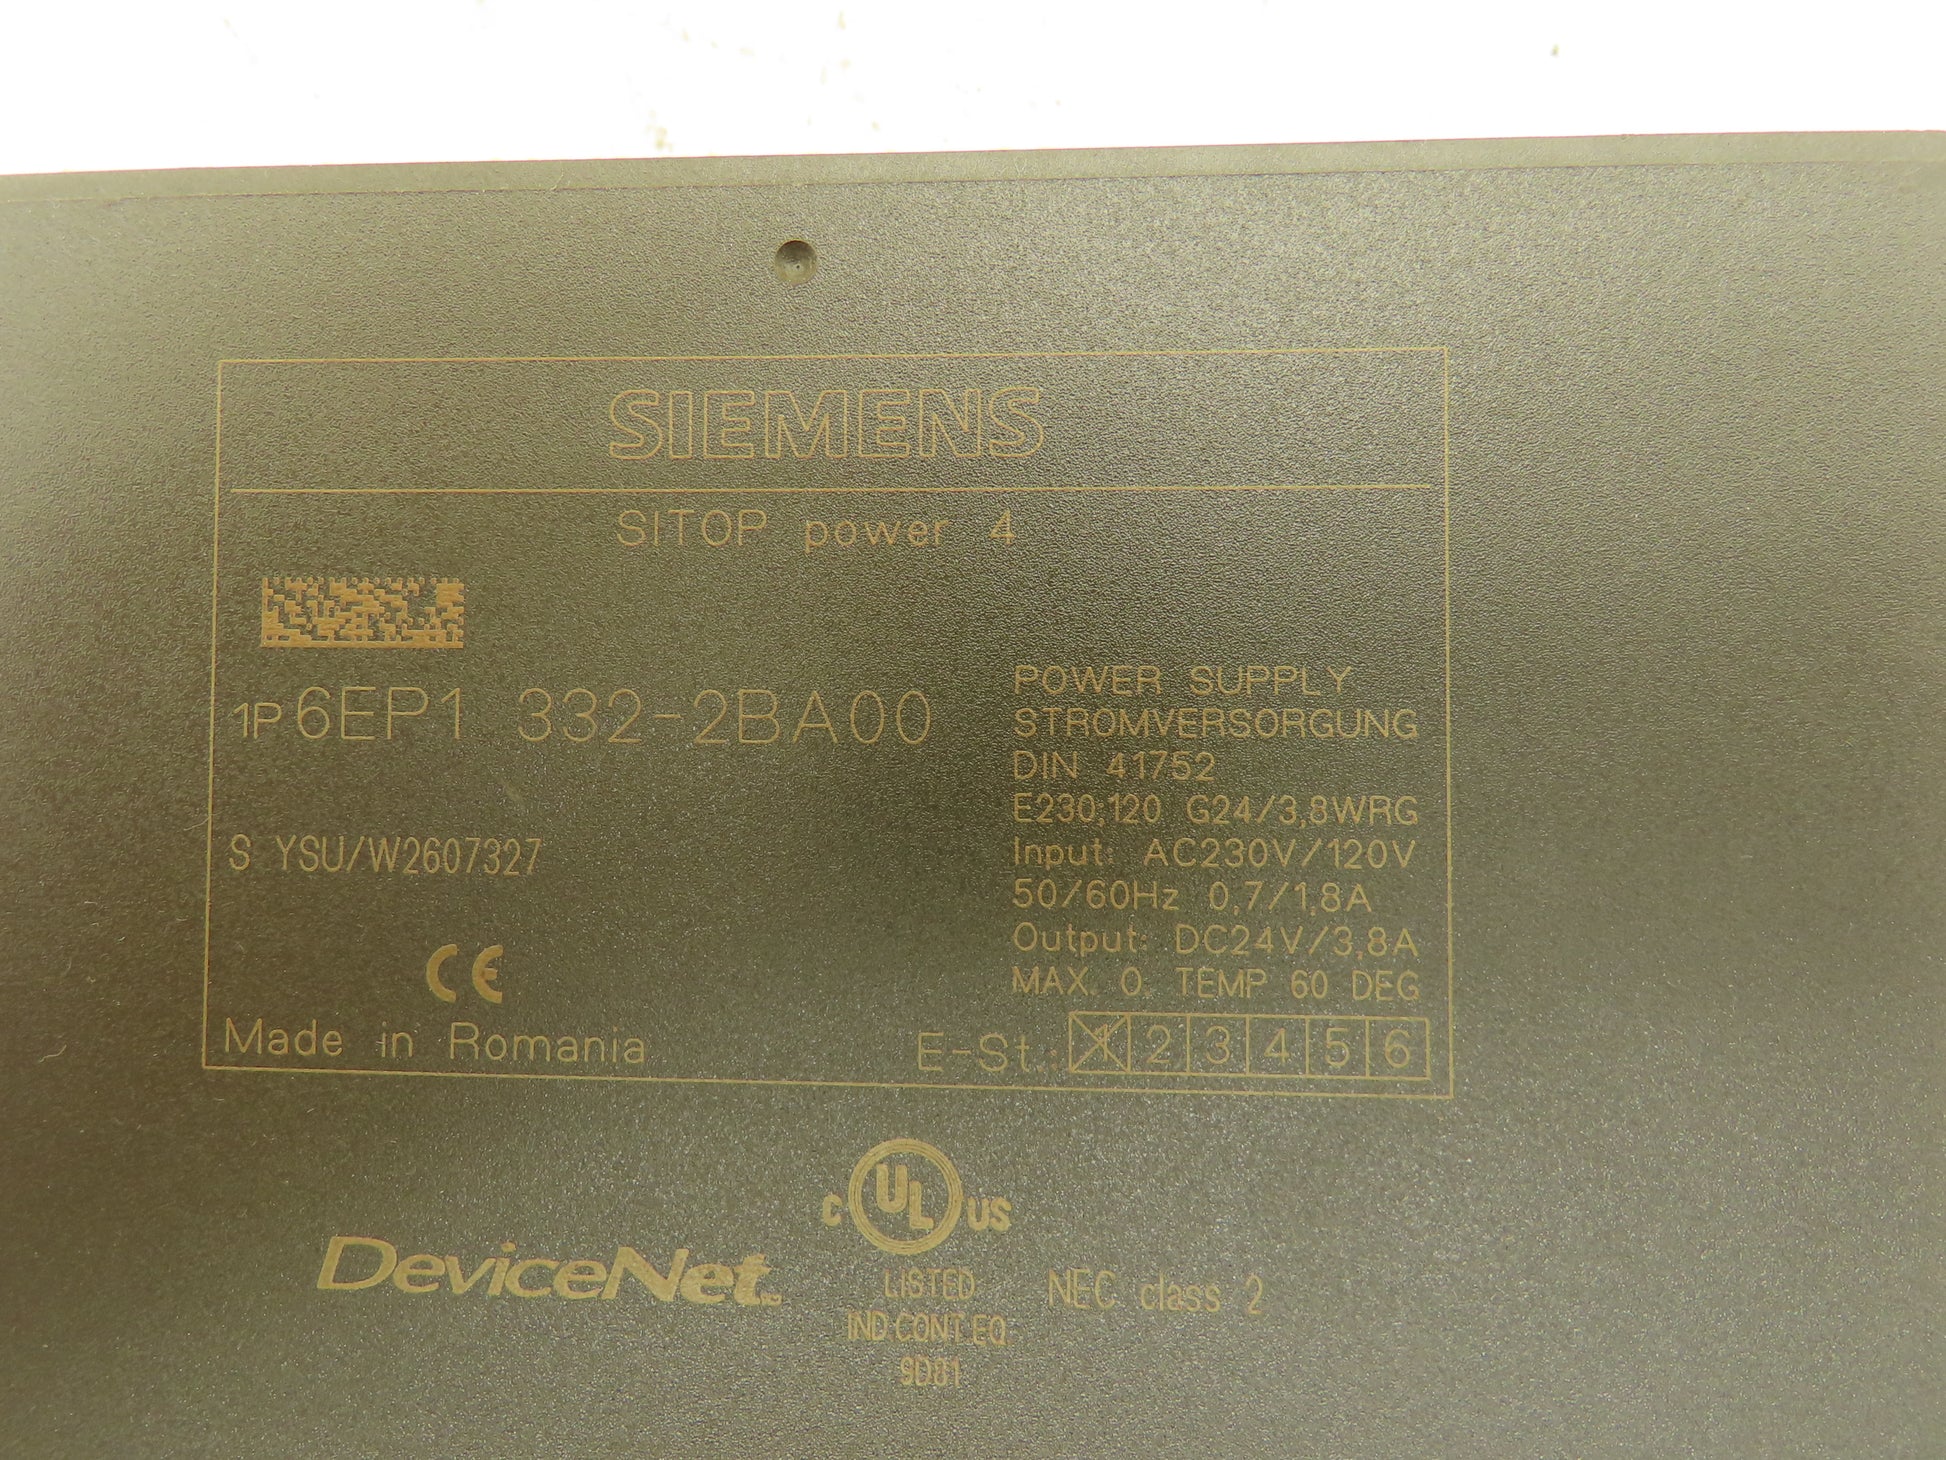 SIEMENS
SITOP power 4
1P 6EP1 332-2BA00
S YSU/W2607327
POWER SUPPLY
STROMVERSORGUNG
DIN 41752
E230,120 G24/3,8WRG
Input: AC230V/120V
50/60Hz 0,7/1,8A
Output: DC24V/3,8A
MAX. O. TEMP 60 DEG
CE
Made in Romania
E-St.: 1 2 3 4 5 6
C UL US
DeviceNet
LISTED
NEC class 2
IND.CONT.EQ.
9D81